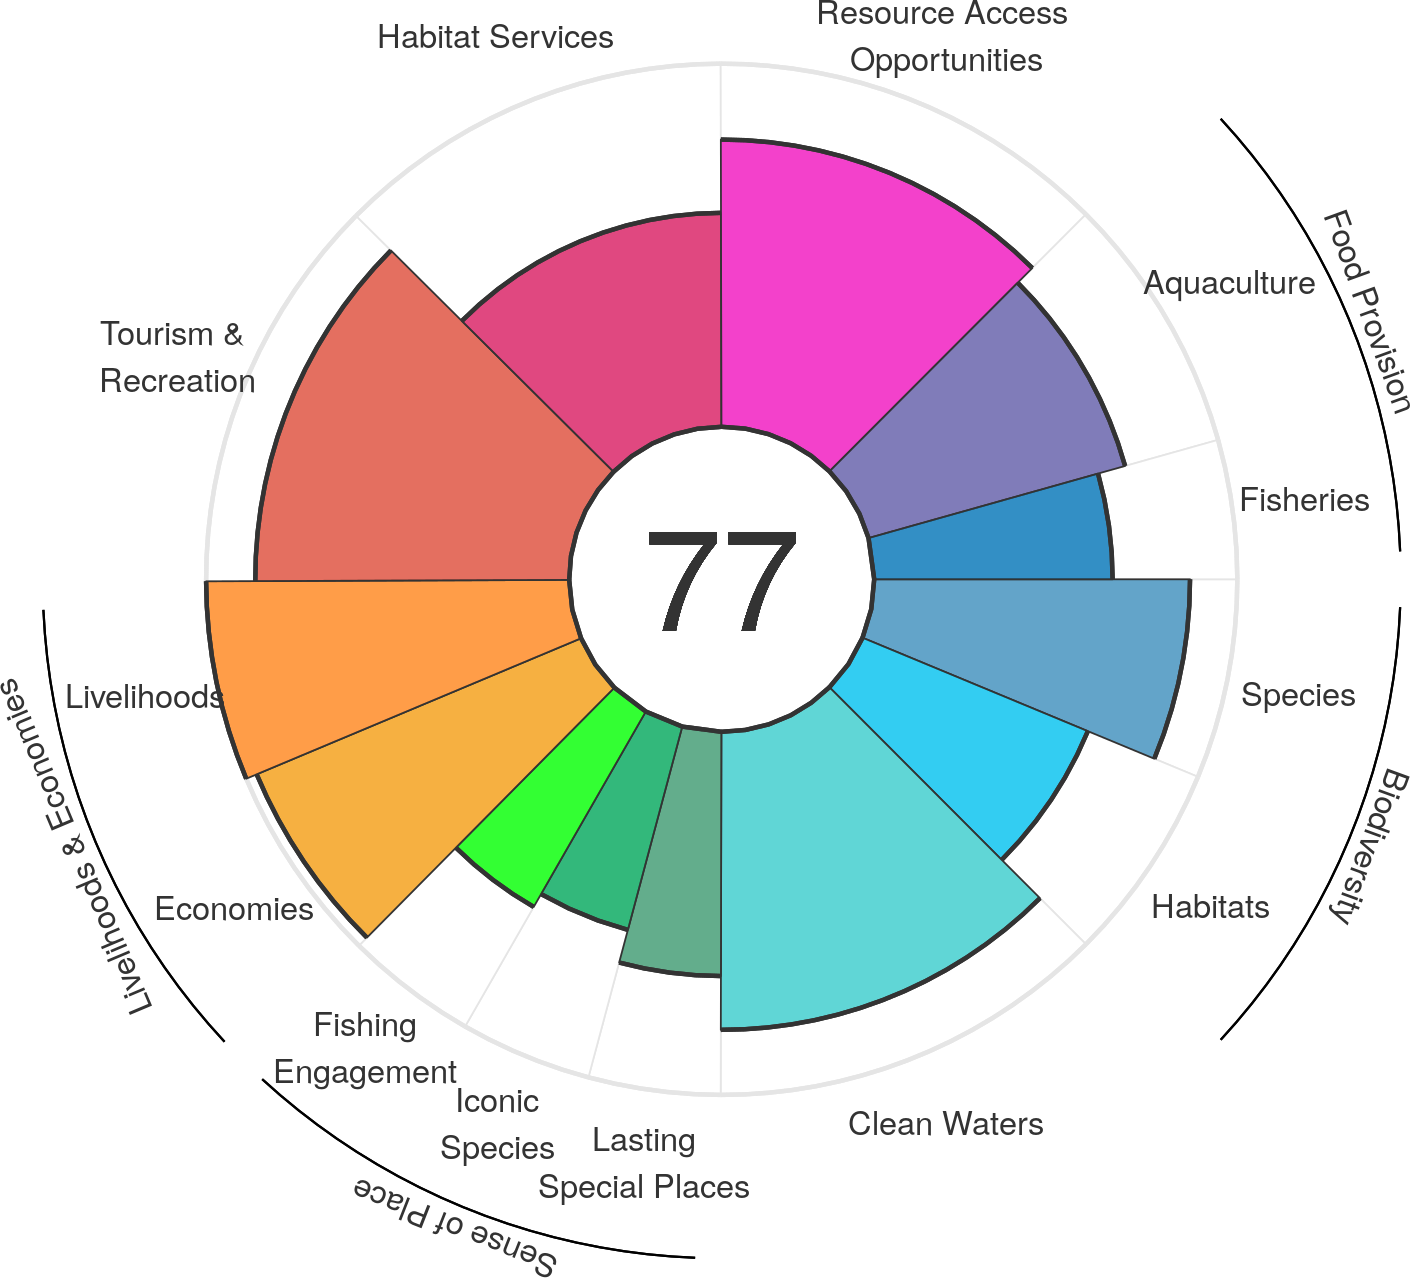 Resource Access
Opportunities
Habitat Services
Food Provision
Aquaculture
Tourism &
Recreation
Fisheries
77
Species
Livelihoods
Livelihoods & Economies
Biodiversity
Habitats
Economies
Fishing
Engagement
Iconic
Species
Clean Waters
Lasting
Special Places
Sense of Place